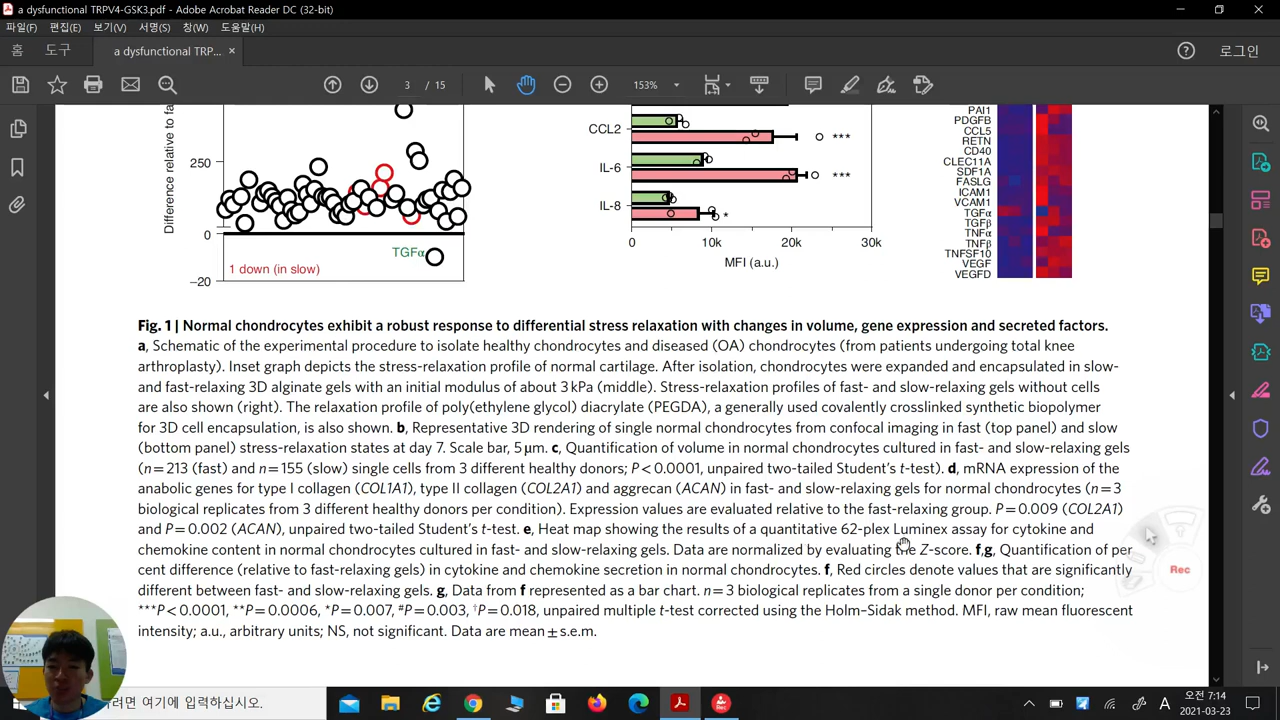 a dysfunctional TRPV4-GSK3.pdf - Adobe Acrobat Reader DC (32-bit)
파일(F) 편집(E) 보기(V) 서명(S) 창(W) 도움말(H)
홈 도구 a dysfunctional TRP... × 로그인
3 / 15 153%
Difference relative to fa
250
0
−20
TGFα
1 down (in slow)
CCL2
IL-6
IL-8
***
***
*
0 10k 20k 30k
MFI (a.u.)
PAI1
PDGFB
CCL5
RETN
CD40
CLEC11A
SDF1A
FASLG
ICAM1
VCAM1
TGFα
TGFβ
TNFα
TNFβ
TNFSF10
VEGF
VEGFD
Fig. 1 | Normal chondrocytes exhibit a robust response to differential stress relaxation with changes in volume, gene expression and secreted factors.
a, Schematic of the experimental procedure to isolate healthy chondrocytes and diseased (OA) chondrocytes (from patients undergoing total knee
arthroplasty). Inset graph depicts the stress-relaxation profile of normal cartilage. After isolation, chondrocytes were expanded and encapsulated in slow-
and fast-relaxing 3D alginate gels with an initial modulus of about 3 kPa (middle). Stress-relaxation profiles of fast- and slow-relaxing gels without cells
are also shown (right). The relaxation profile of poly(ethylene glycol) diacrylate (PEGDA), a generally used covalently crosslinked synthetic biopolymer
for 3D cell encapsulation, is also shown. b, Representative 3D rendering of single normal chondrocytes from confocal imaging in fast (top panel) and slow
(bottom panel) stress-relaxation states at day 7. Scale bar, 5 μm. c, Quantification of volume in normal chondrocytes cultured in fast- and slow-relaxing gels
(n = 213 (fast) and n = 155 (slow) single cells from 3 different healthy donors; P < 0.0001, unpaired two-tailed Student's t-test). d, mRNA expression of the
anabolic genes for type I collagen (COL1A1), type II collagen (COL2A1) and aggrecan (ACAN) in fast- and slow-relaxing gels for normal chondrocytes (n = 3
biological replicates from 3 different healthy donors per condition). Expression values are evaluated relative to the fast-relaxing group. P = 0.009 (COL2A1)
and P = 0.002 (ACAN), unpaired two-tailed Student's t-test. e, Heat map showing the results of a quantitative 62-plex Luminex assay for cytokine and
chemokine content in normal chondrocytes cultured in fast- and slow-relaxing gels. Data are normalized by evaluating the Z-score. f,g, Quantification of per
cent difference (relative to fast-relaxing gels) in cytokine and chemokine secretion in normal chondrocytes. f, Red circles denote values that are significantly
different between fast- and slow-relaxing gels. g, Data from f represented as a bar chart. n = 3 biological replicates from a single donor per condition;
***P < 0.0001, **P = 0.0006, *P = 0.007, #P = 0.003, †P = 0.018, unpaired multiple t-test corrected using the Holm–Sidak method. MFI, raw mean fluorescent
intensity; a.u., arbitrary units; NS, not significant. Data are mean ± s.e.m.
Rec
려면 여기에 입력하십시오.
Rec
A
오전 7:14
2021-03-23